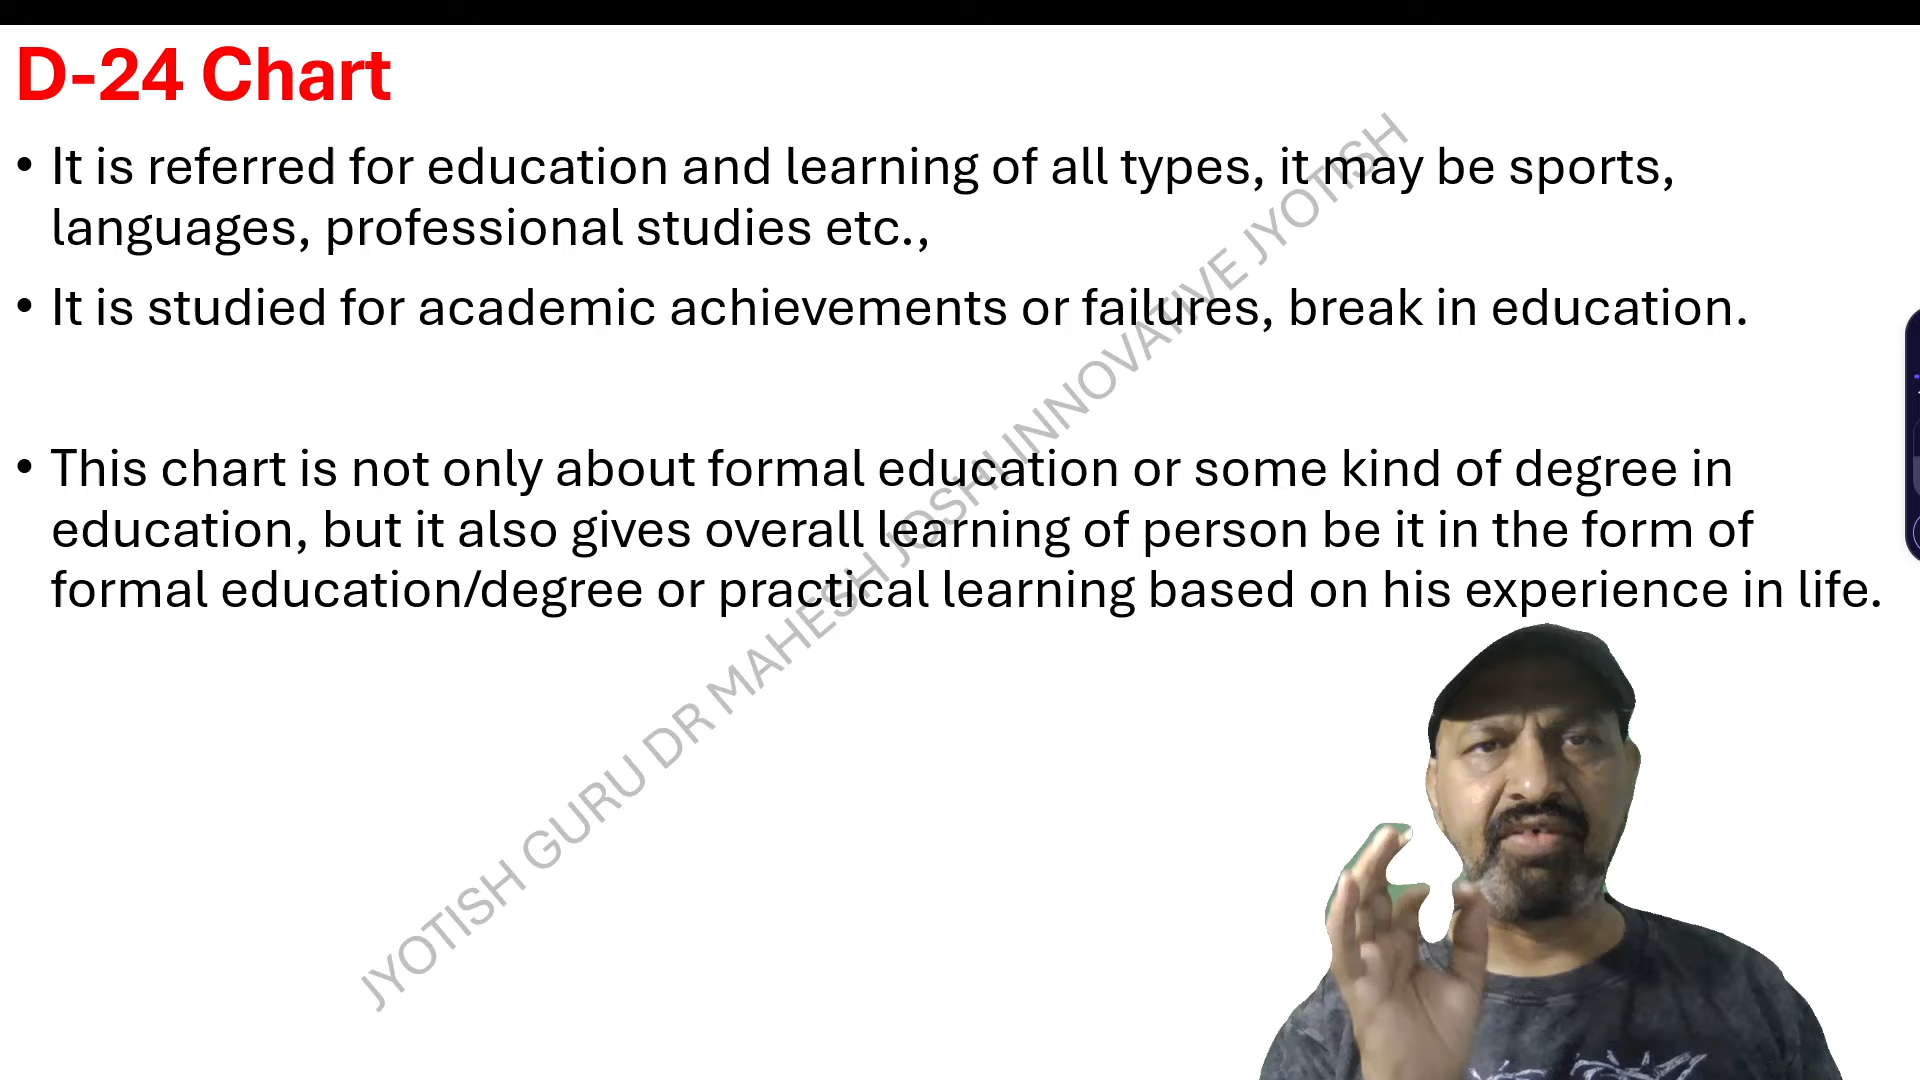 D-24 Chart
• It is referred for education and learning of all types, it may be sports,
languages, professional studies etc.,
• It is studied for academic achievements or failures, break in education.
• This chart is not only about formal education or some kind of degree in
education, but it also gives overall learning of person be it in the form of
formal education/degree or practical learning based on his experience in life.
JYOTISH GURU DR MAHESH JOSHI INNOVATIVE JYOTISH